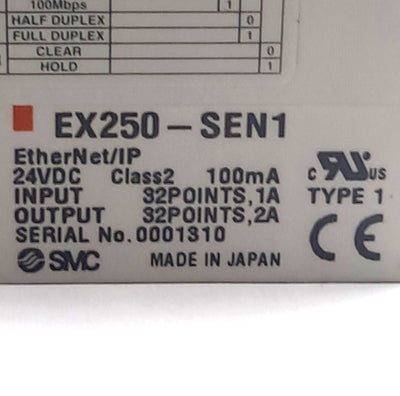 100Mbps 1
HALF DUPLEX 0
FULL DUPLEX 1
CLEAR 0
HOLD 1
EX250-SEN1
EtherNet/IP
24VDC Class2 100mA
INPUT 32POINTS,1A
OUTPUT 32POINTS,2A
SERIAL No.0001310
SMC MADE IN JAPAN
c RU US
TYPE 1
CE